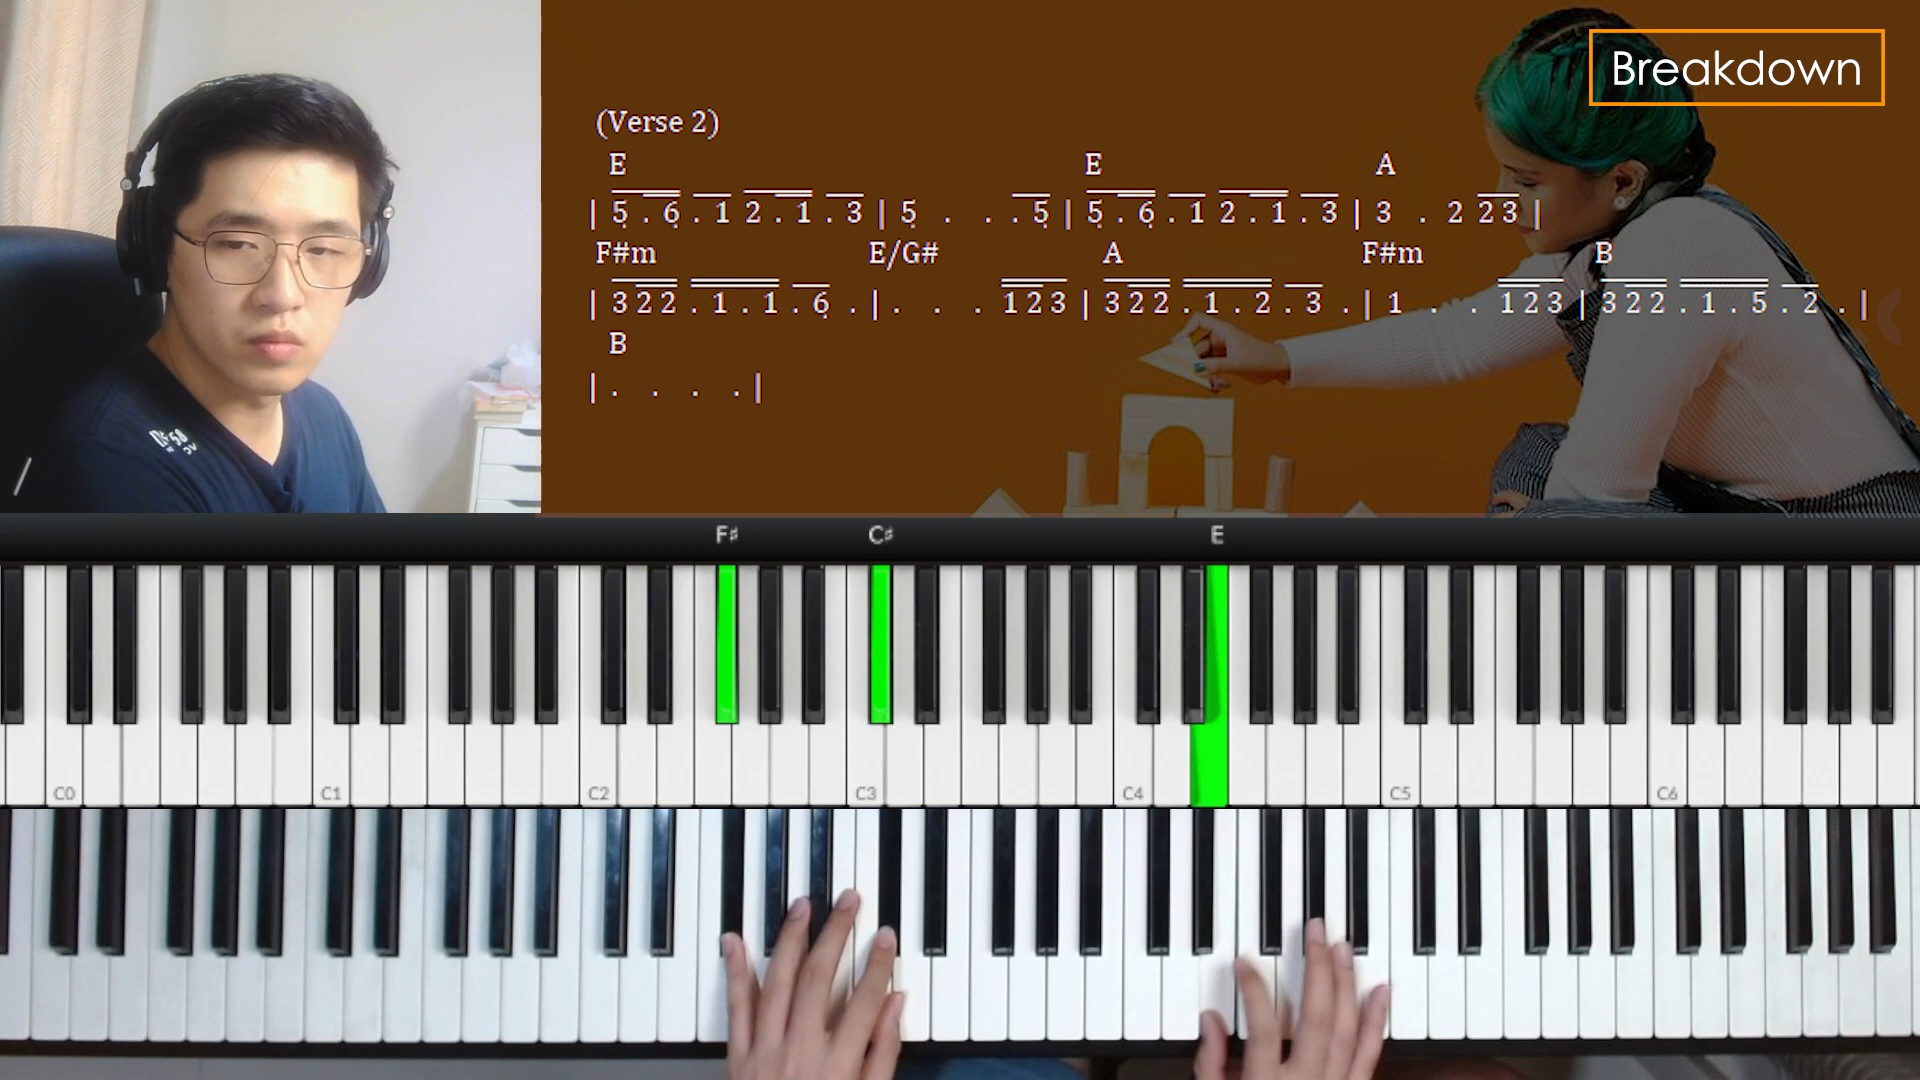 Breakdown
(Verse 2)
E E A
| 5 . 6 . 1 2 . 1 . 3 | 5 . . . 5 | 5 . 6 . 1 2 . 1 . 3 | 3 . 2 2 3 |
F#m E/G# A F#m B
| 3 2 2 . 1 . 1 . 6 . | . . . 1 2 3 | 3 2 2 . 1 . 2 . 3 . | 1 . . 1 2 3 | 3 2 2 . 1 . 5 . 2 . |
B
| . . . . |
F♯ C♯ E
C0 C1 C2 C3 C4 C5 C6